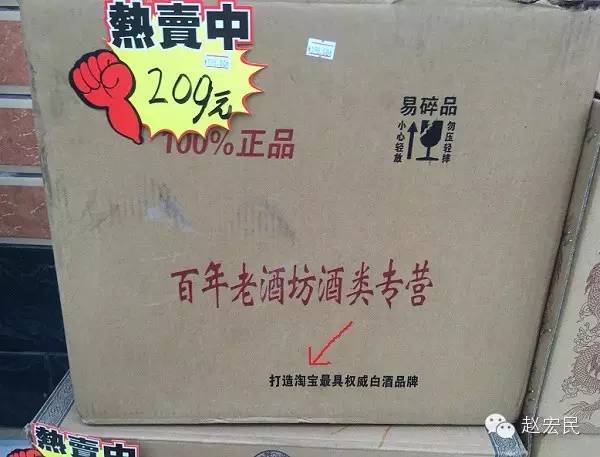 熱賣中
209元
100%正品
易碎品
小心轻放
勿压轻摔
百年老酒坊酒类专营
打造淘宝最具权威白酒品牌
熱賣中
赵宏民